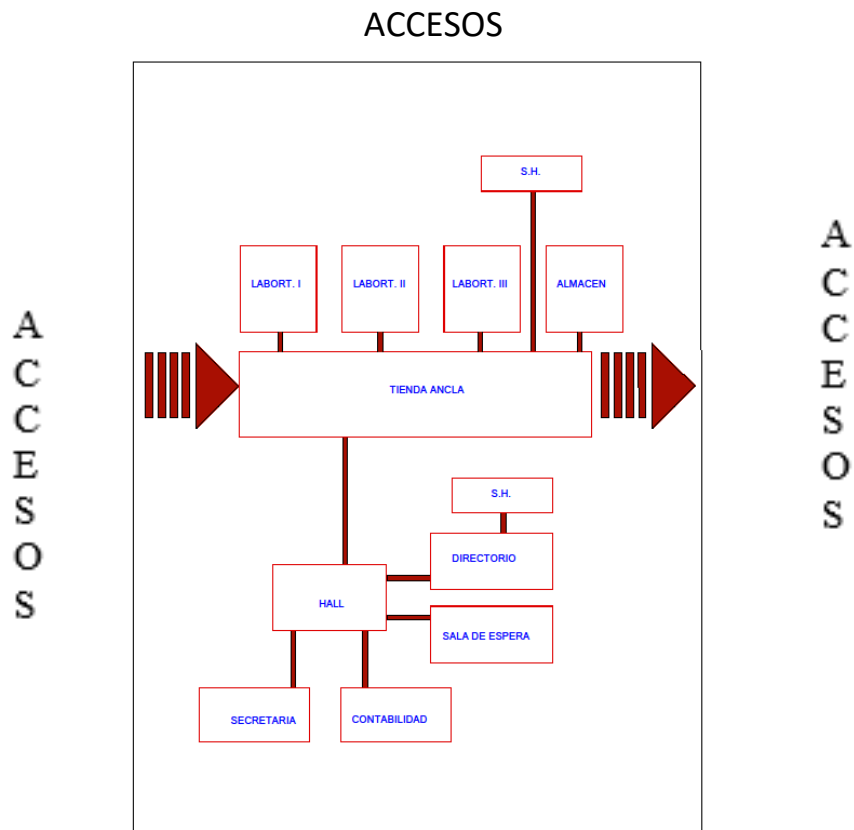 ACCESOS
S.H.
LABORT. I
LABORT. II
LABORT. III
ALMACEN
TIENDA ANCLA
S.H.
DIRECTORIO
HALL
SALA DE ESPERA
SECRETARIA
CONTABILIDAD
ACCESOS
ACCESOS